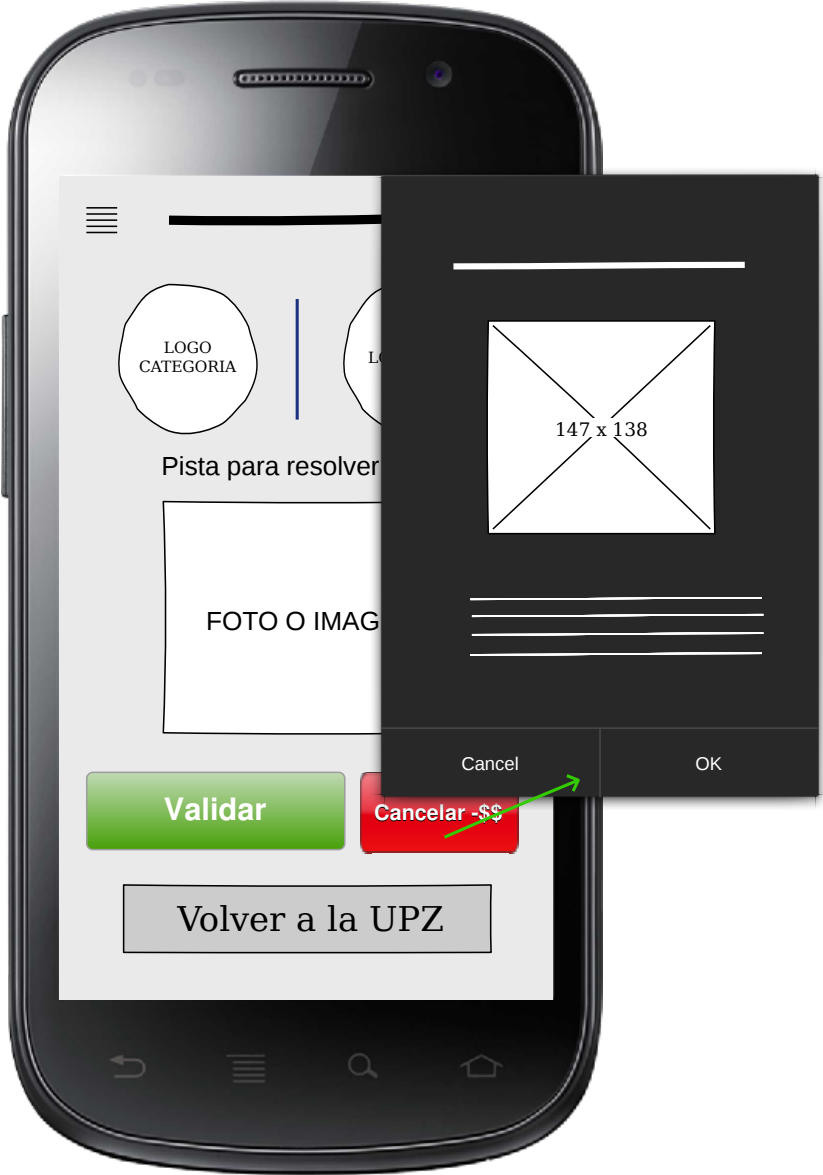 LOGO
CATEGORIA
Pista para resolver
147 x 138
FOTO O IMAG
Cancel
OK
Validar
Cancelar -$$
Volver a la UPZ